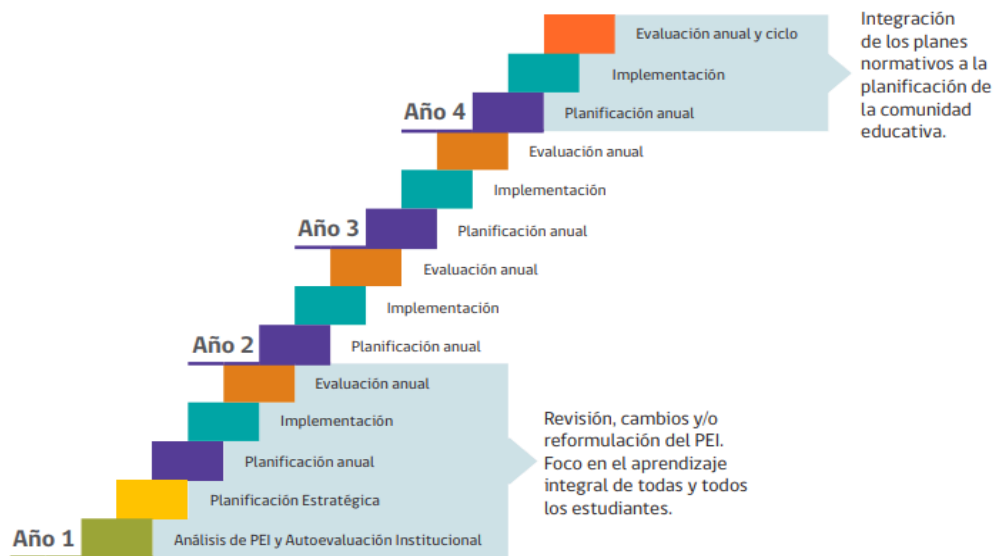 Evaluación anual y ciclo
Implementación
Año 4
Planificación anual
Integración
de los planes
normativos a la
planificación de
la comunidad
educativa.
Evaluación anual
Implementación
Año 3
Planificación anual
Evaluación anual
Implementación
Año 2
Planificación anual
Evaluación anual
Implementación
Planificación anual
Planificación Estratégica
Año 1
Análisis de PEI y Autoevaluación Institucional
Revisión, cambios y/o
reformulación del PEI.
Foco en el aprendizaje
integral de todas y todos
los estudiantes.